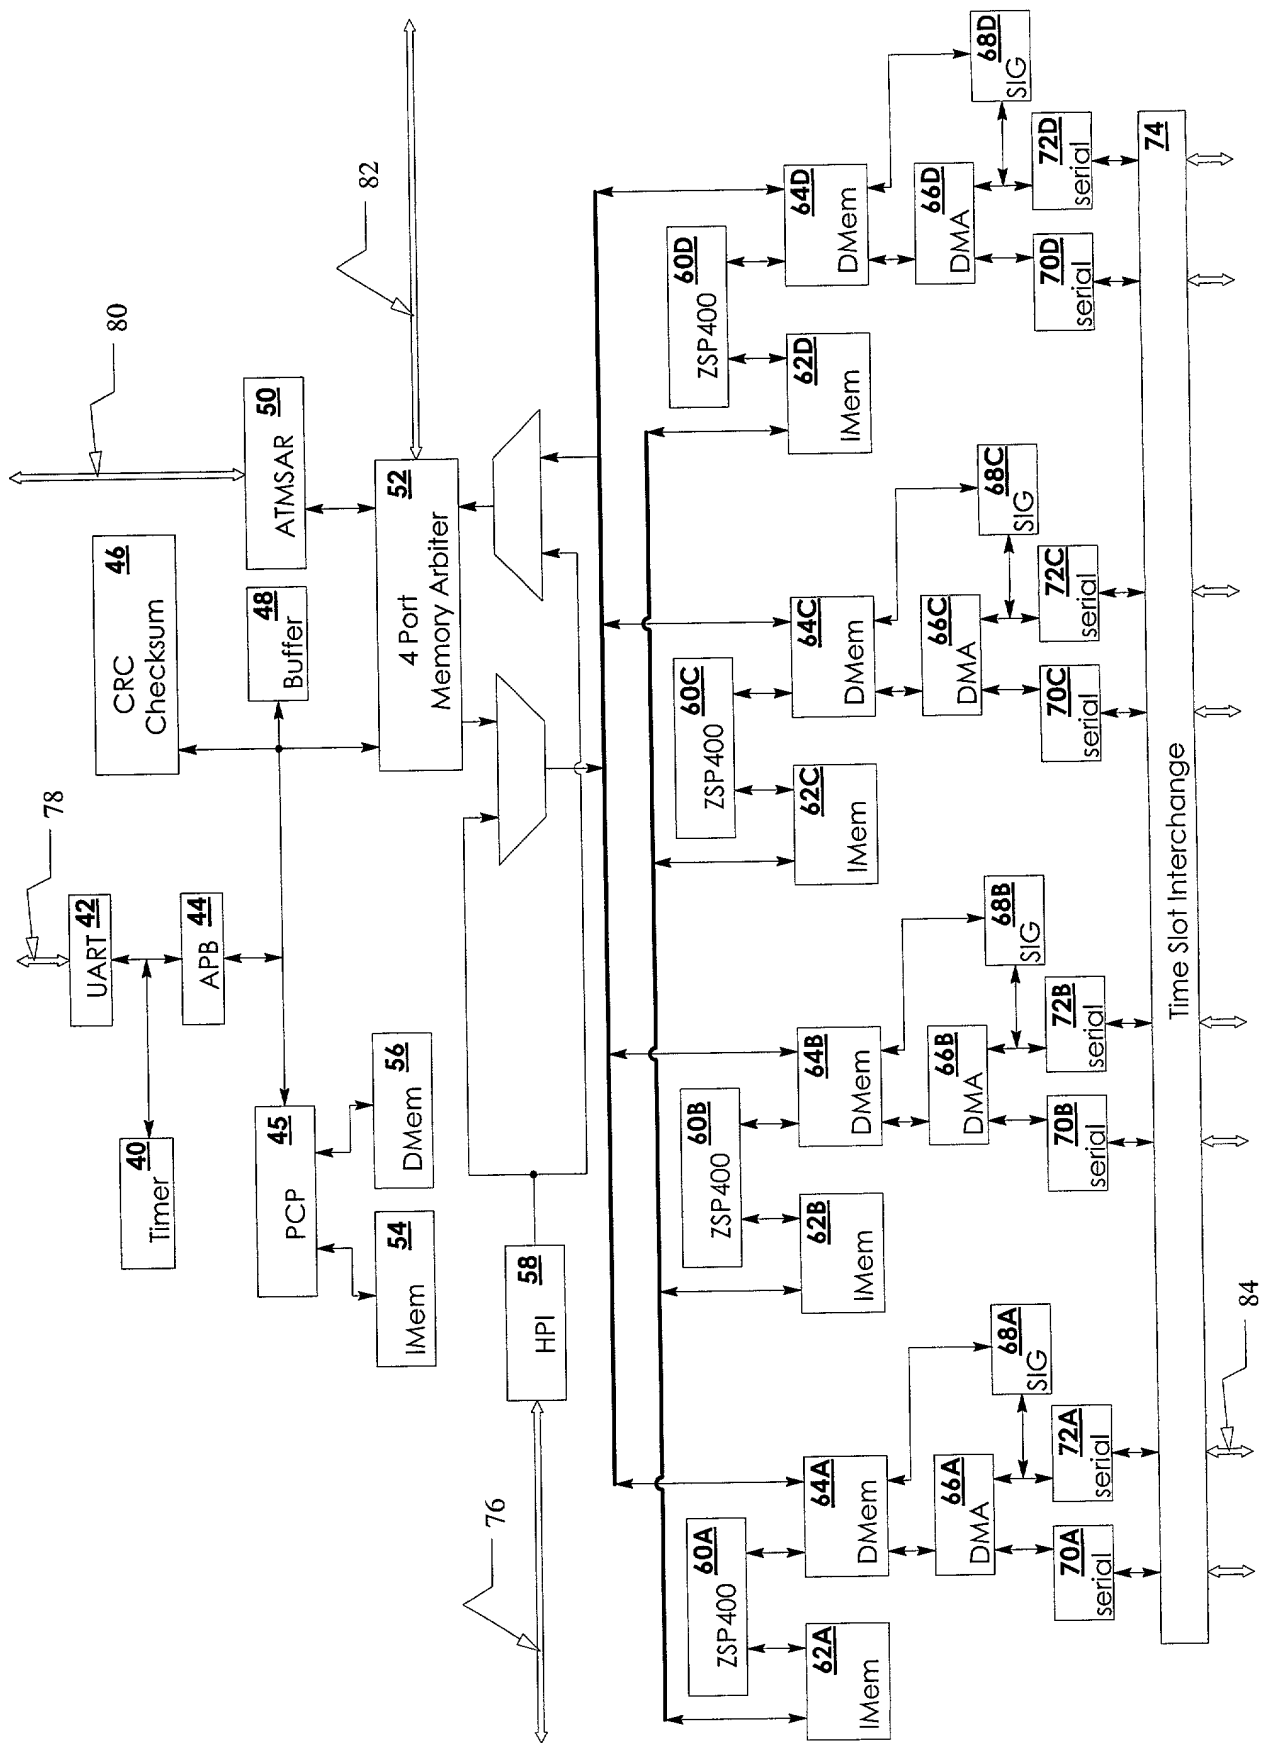 78
80
82
UART 42
APB 44
Timer 40
CRC
Checksum 46
Buffer 48
ATMSAR 50
PCP 45
IMem 54
DMem 56
4 Port
Memory Arbiter 52
76
HPI 58
ZSP400 60A
IMem 62A
DMem 64A
DMA 66A
SIG 68A
serial 70A
serial 72A
ZSP400 60B
IMem 62B
DMem 64B
DMA 66B
SIG 68B
serial 70B
serial 72B
ZSP400 60C
IMem 62C
DMem 64C
DMA 66C
SIG 68C
serial 70C
serial 72C
ZSP400 60D
IMem 62D
DMem 64D
DMA 66D
SIG 68D
serial 70D
serial 72D
Time Slot Interchange 74
84